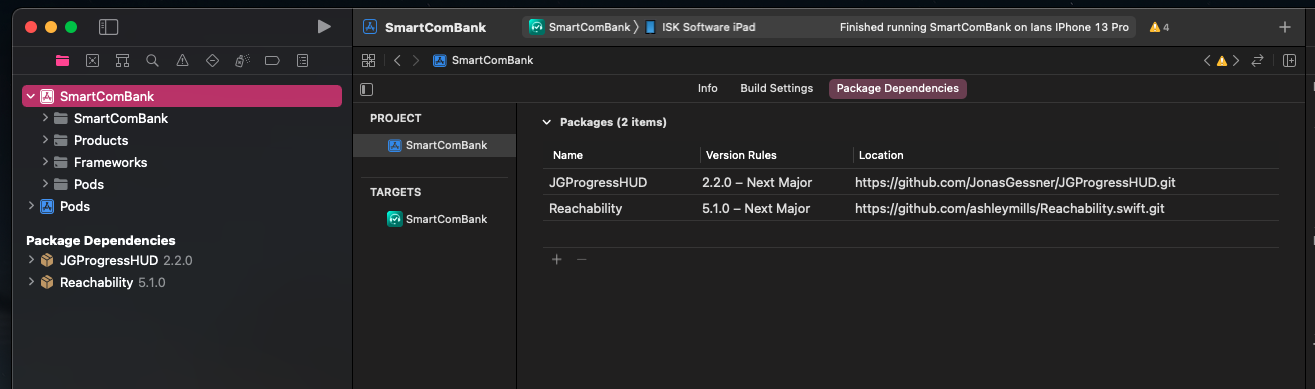 SmartComBank
SmartComBank
ISK Software iPad
Finished running SmartComBank on Ians IPhone 13 Pro
4
SmartComBank
Info
Build Settings
Package Dependencies
SmartComBank
SmartComBank
Products
Frameworks
Pods
Pods
Package Dependencies
JGProgressHUD 2.2.0
Reachability 5.1.0
PROJECT
SmartComBank
TARGETS
SmartComBank
Packages (2 items)
Name Version Rules Location
JGProgressHUD 2.2.0 – Next Major https://github.com/JonasGessner/JGProgressHUD.git
Reachability 5.1.0 – Next Major https://github.com/ashleymills/Reachability.swift.git